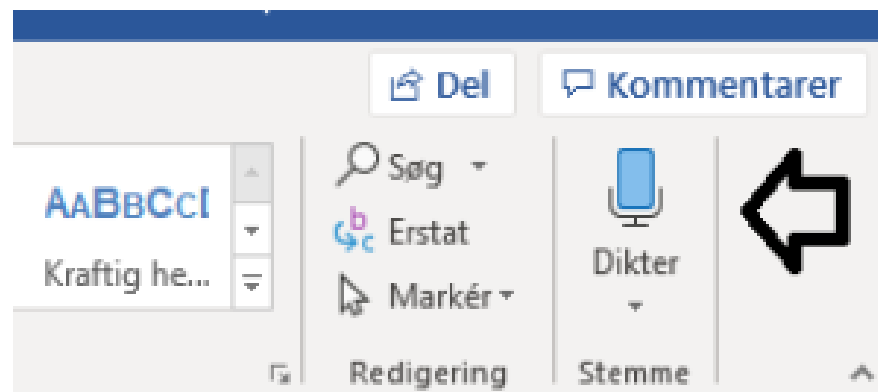 Del Kommentarer
AABBCCI
Kraftig he...
Søg
Erstat
Markér
Dikter
Redigering
Stemme